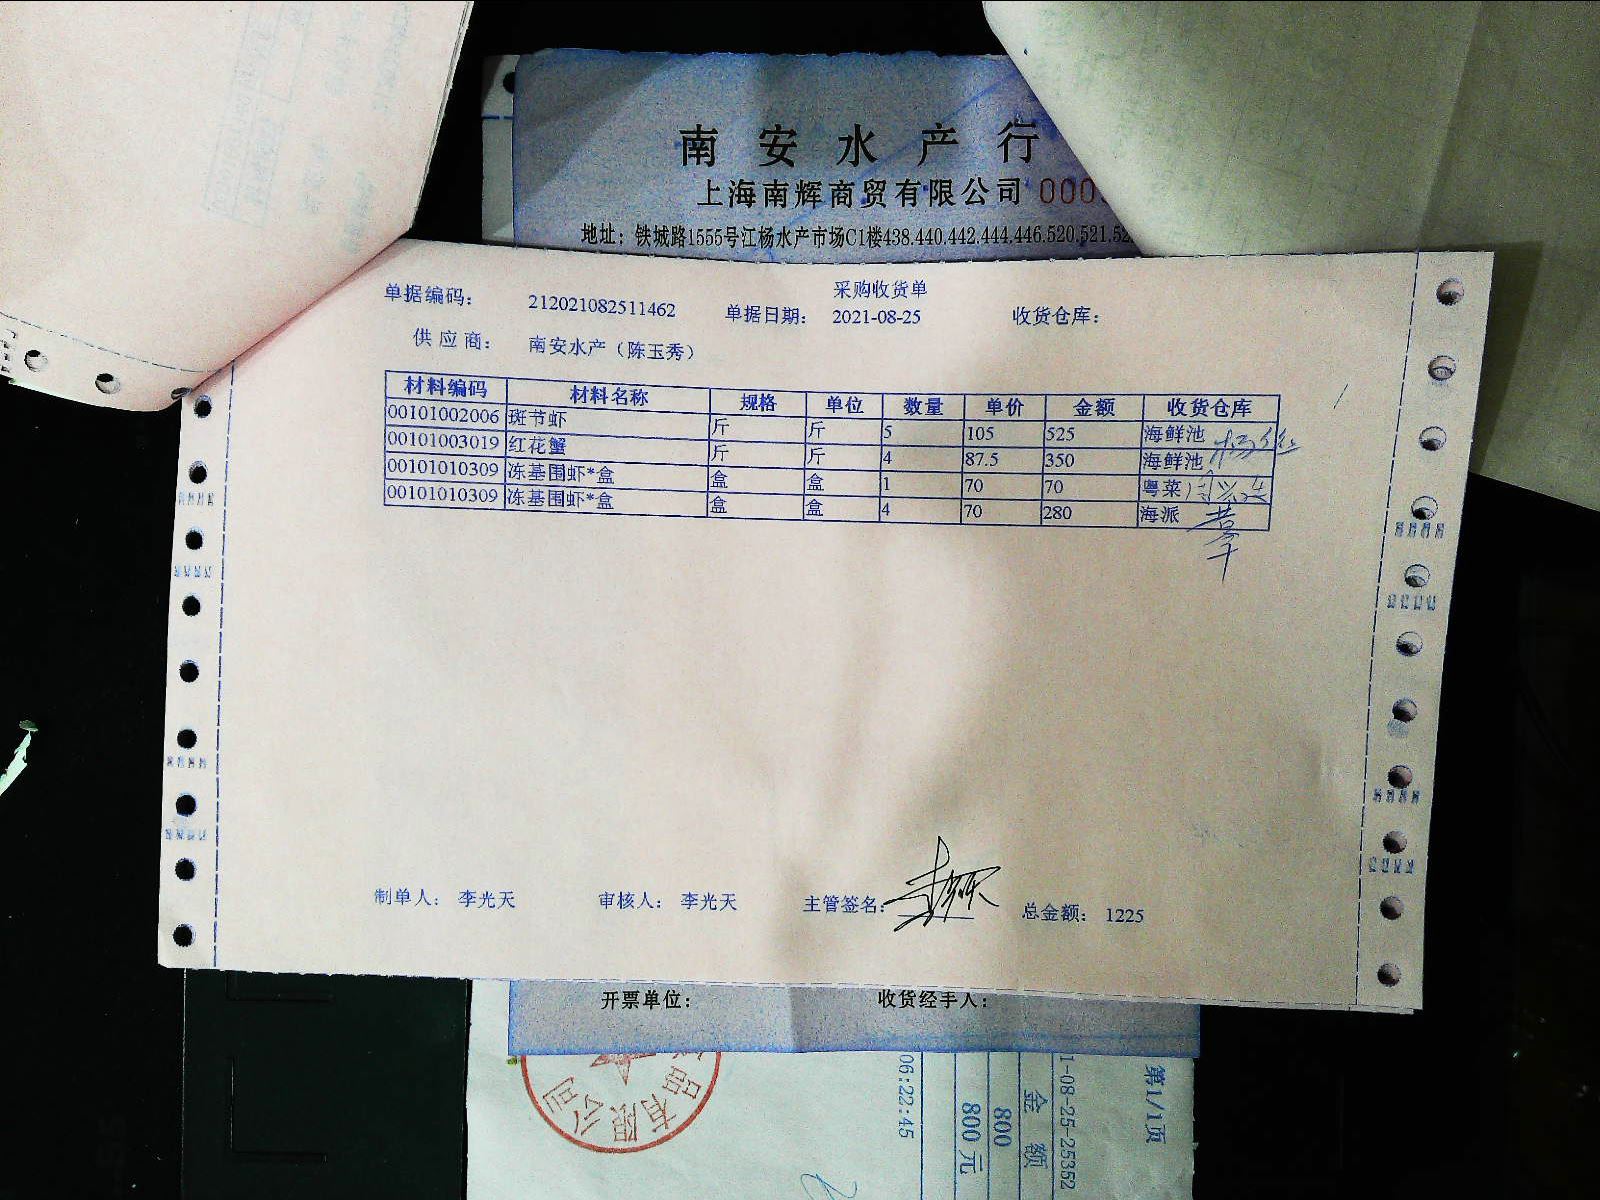 南安水产行
上海南辉商贸有限公司 000
地址：铁城路1555号江杨水产市场C1楼438.440.442.444.446.520.521.52
采购收货单
单据编码： 212021082511462 单据日期： 2021-08-25 收货仓库：
供应商： 南安水产（陈玉秀）
材料编码 材料名称 规格 单位 数量 单价 金额 收货仓库
00101002006 斑节虾 斤 斤 5 105 525 海鲜池
00101003019 红花蟹 斤 斤 4 87.5 350 海鲜池
00101010309 冻基围虾*盒 盒 盒 1 70 70 粤菜
00101010309 冻基围虾*盒 盒 盒 4 70 280 海派
制单人： 李光天 审核人： 李光天 主管签名： 总金额： 1225
开票单位： 收货经手人：
品有限公司
06:22:45
800元
800
金额
1-08-25-25352
第1/1页